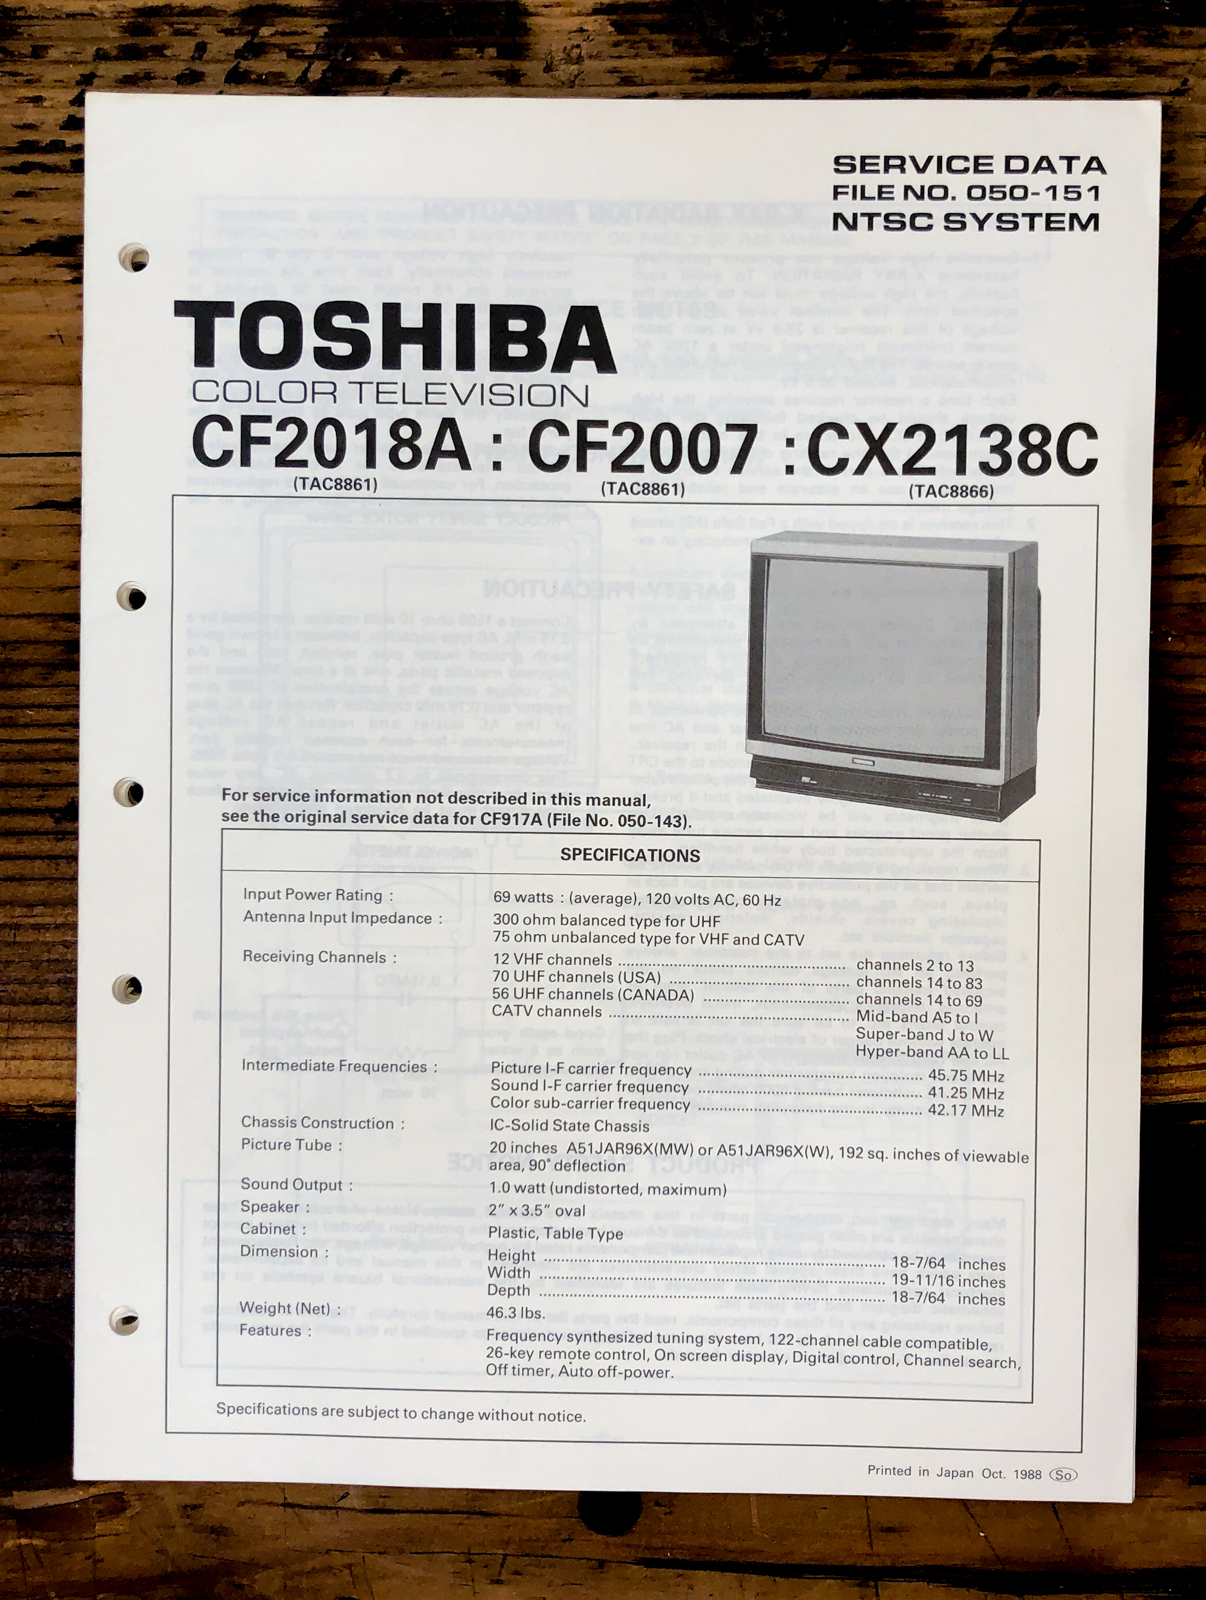 SERVICE DATA
FILE NO. 050-151
NTSC SYSTEM
TOSHIBA
COLOR TELEVISION
CF2018A : CF2007 : CX2138C
(TAC8861) (TAC8861) (TAC8866)
For service information not described in this manual,
see the original service data for CF917A (File No. 050-143).
SPECIFICATIONS
Input Power Rating : 69 watts : (average), 120 volts AC, 60 Hz
Antenna Input Impedance : 300 ohm balanced type for UHF
75 ohm unbalanced type for VHF and CATV
Receiving Channels : 12 VHF channels ........ channels 2 to 13
70 UHF channels (USA) ........ channels 14 to 83
56 UHF channels (CANADA) ........ channels 14 to 69
CATV channels ........ Mid-band A5 to I
Super-band J to W
Hyper-band AA to LL
Intermediate Frequencies : Picture I-F carrier frequency ........ 45.75 MHz
Sound I-F carrier frequency ........ 41.25 MHz
Color sub-carrier frequency ........ 42.17 MHz
Chassis Construction : IC-Solid State Chassis
Picture Tube : 20 inches A51JAR96X(MW) or A51JAR96X(W), 192 sq. inches of viewable
area, 90° deflection
Sound Output : 1.0 watt (undistorted, maximum)
Speaker : 2" x 3.5" oval
Cabinet : Plastic, Table Type
Dimension : Height ........ 18-7/64 inches
Width ........ 19-11/16 inches
Depth ........ 18-7/64 inches
Weight (Net) : 46.3 lbs.
Features : Frequency synthesized tuning system, 122-channel cable compatible,
26-key remote control, On screen display, Digital control, Channel search,
Off timer, Auto off-power.
Specifications are subject to change without notice.
Printed in Japan Oct. 1988 So